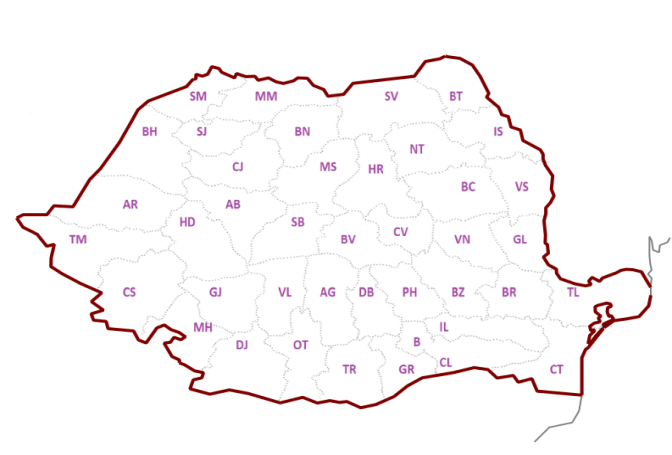 SM MM SV BT
BH SJ BN IS
NT
CJ MS HR
BC VS
AR AB
HD SB
TM BV CV VN GL
CS GJ VL AG DB PH BZ BR TL
MH IL
DJ OT B
TR GR CL CT